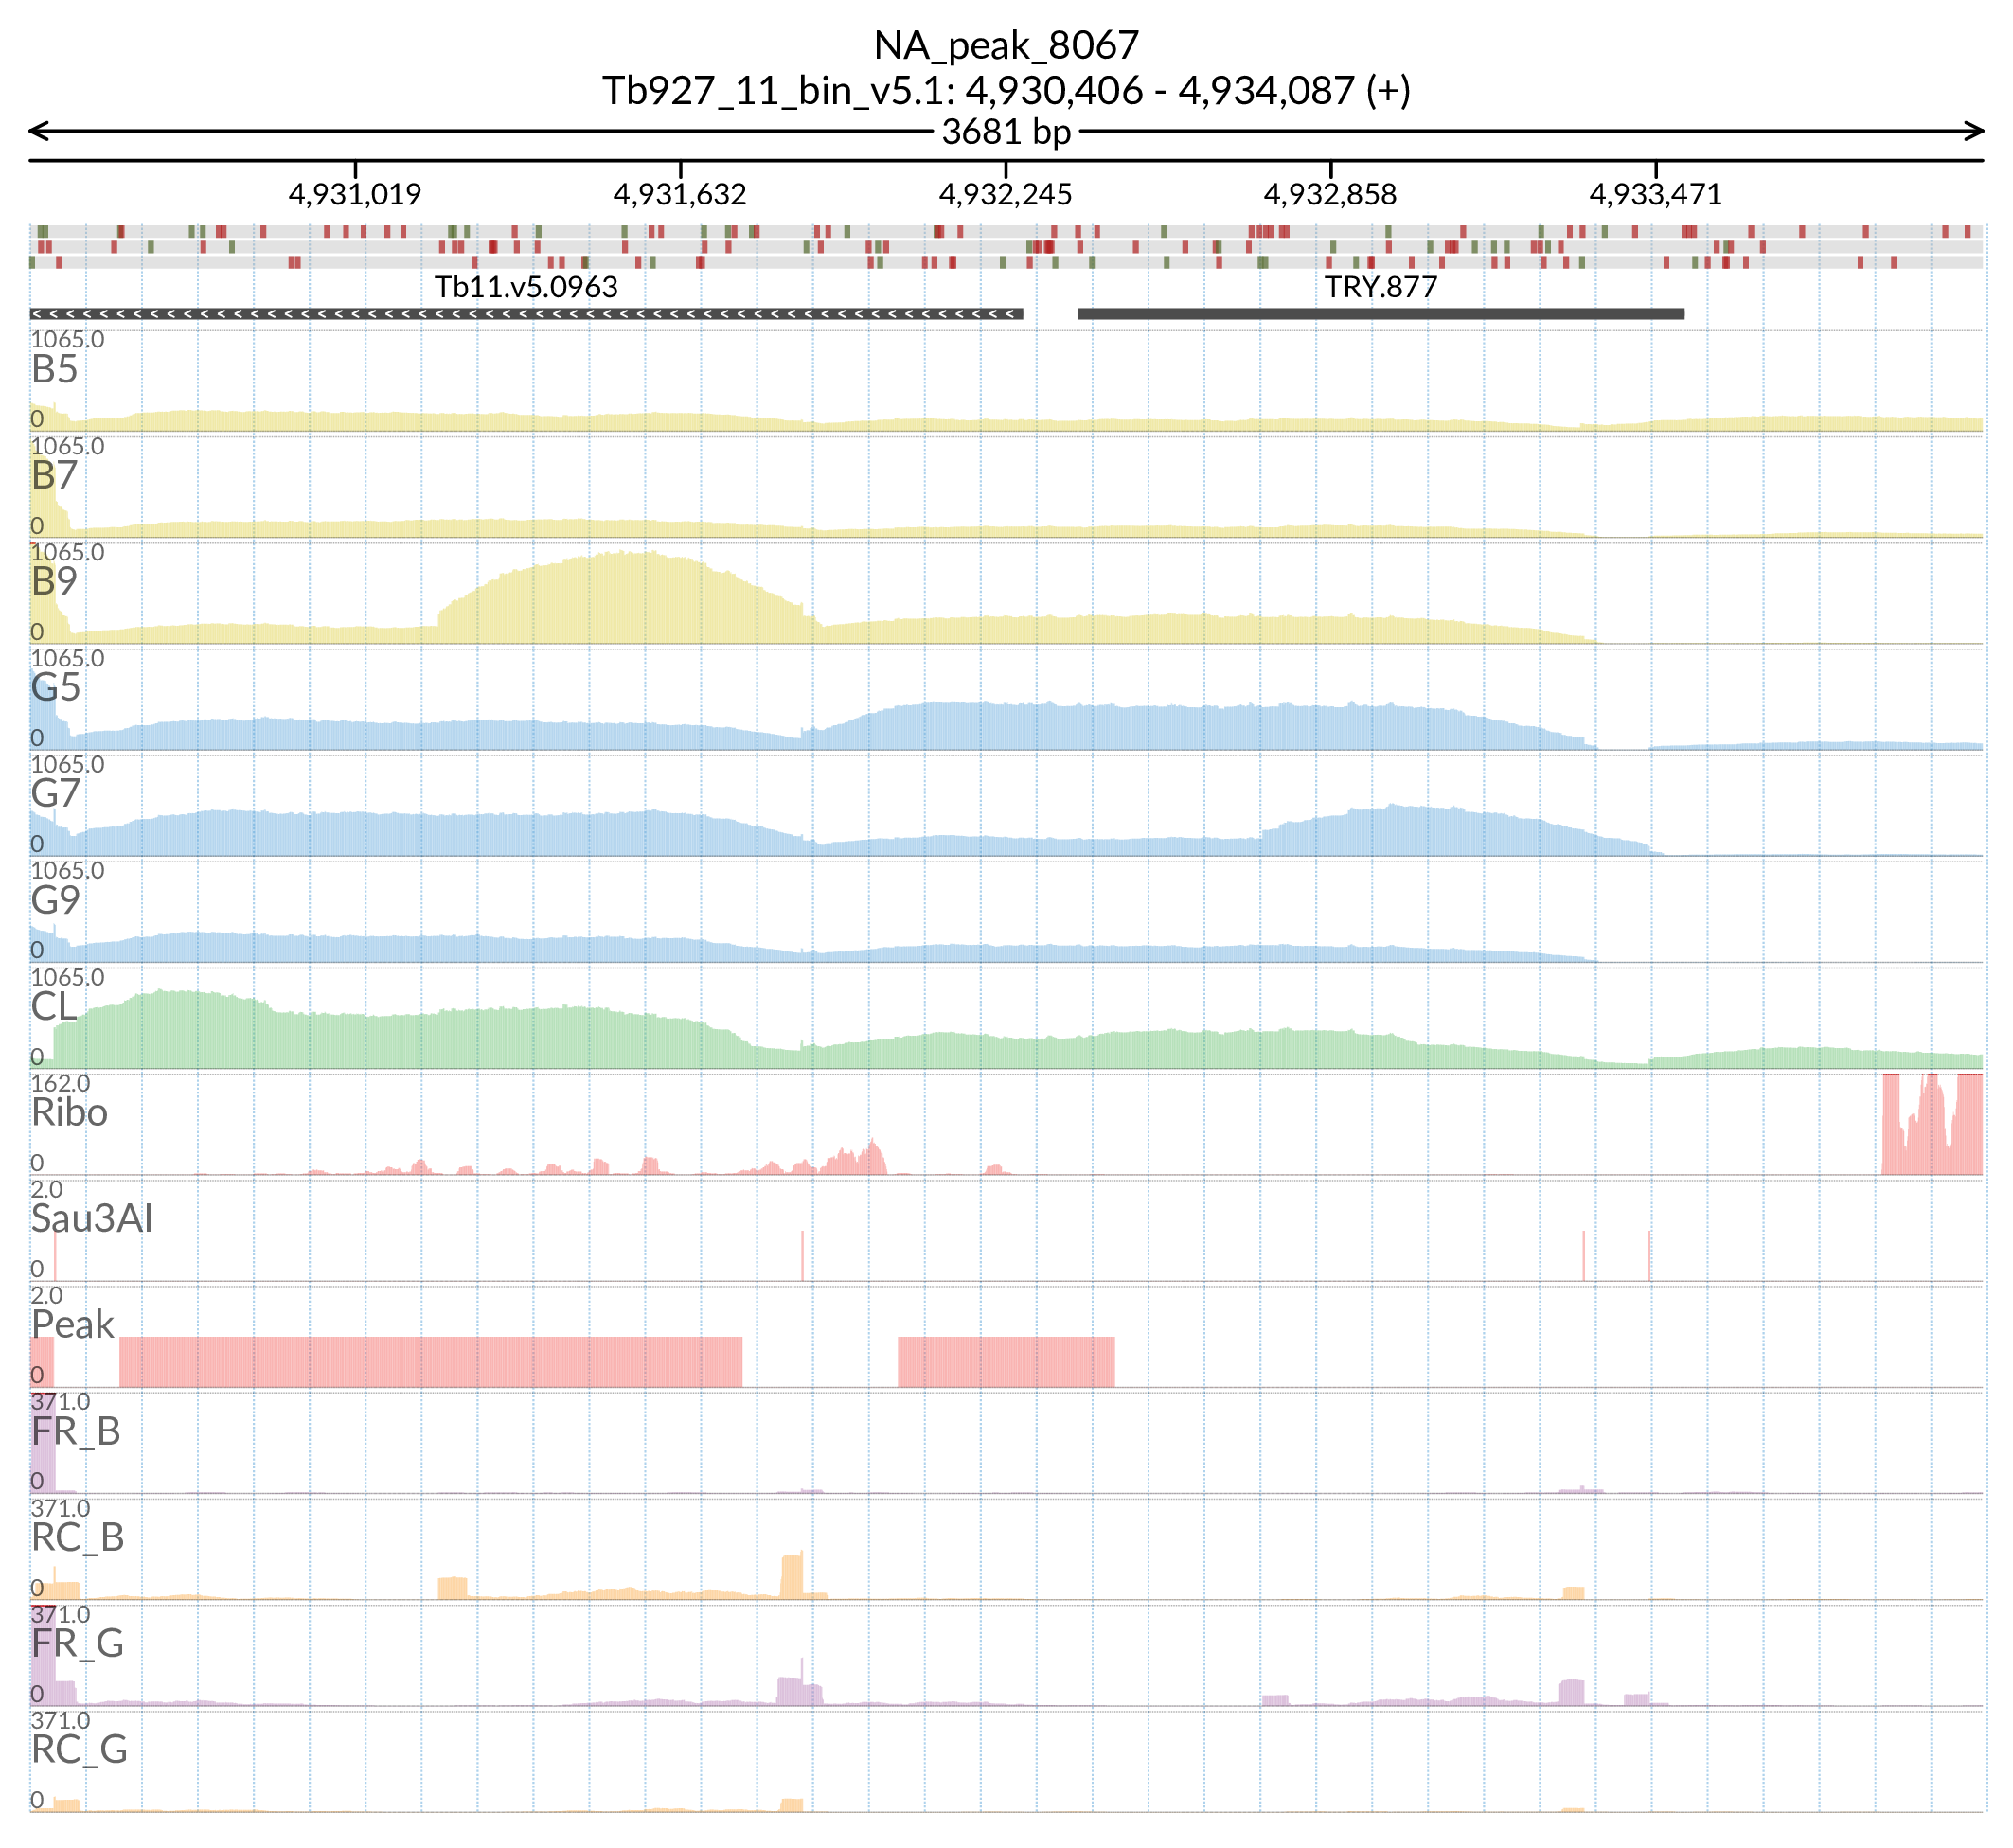 NA_peak_8067
Tb927_11_bin_v5.1: 4,930,406 - 4,934,087 (+)
3681 bp
4,931,019 4,931,632 4,932,245 4,932,858 4,933,471
Tb11.v5.0963 TRY.877
1065.0
B5
0
1065.0
B7
0
1065.0
B9
0
1065.0
G5
0
1065.0
G7
0
1065.0
G9
0
1065.0
CL
0
162.0
Ribo
0
2.0
Sau3AI
0
2.0
Peak
0
371.0
FR_B
0
371.0
RC_B
0
371.0
FR_G
0
371.0
RC_G
0